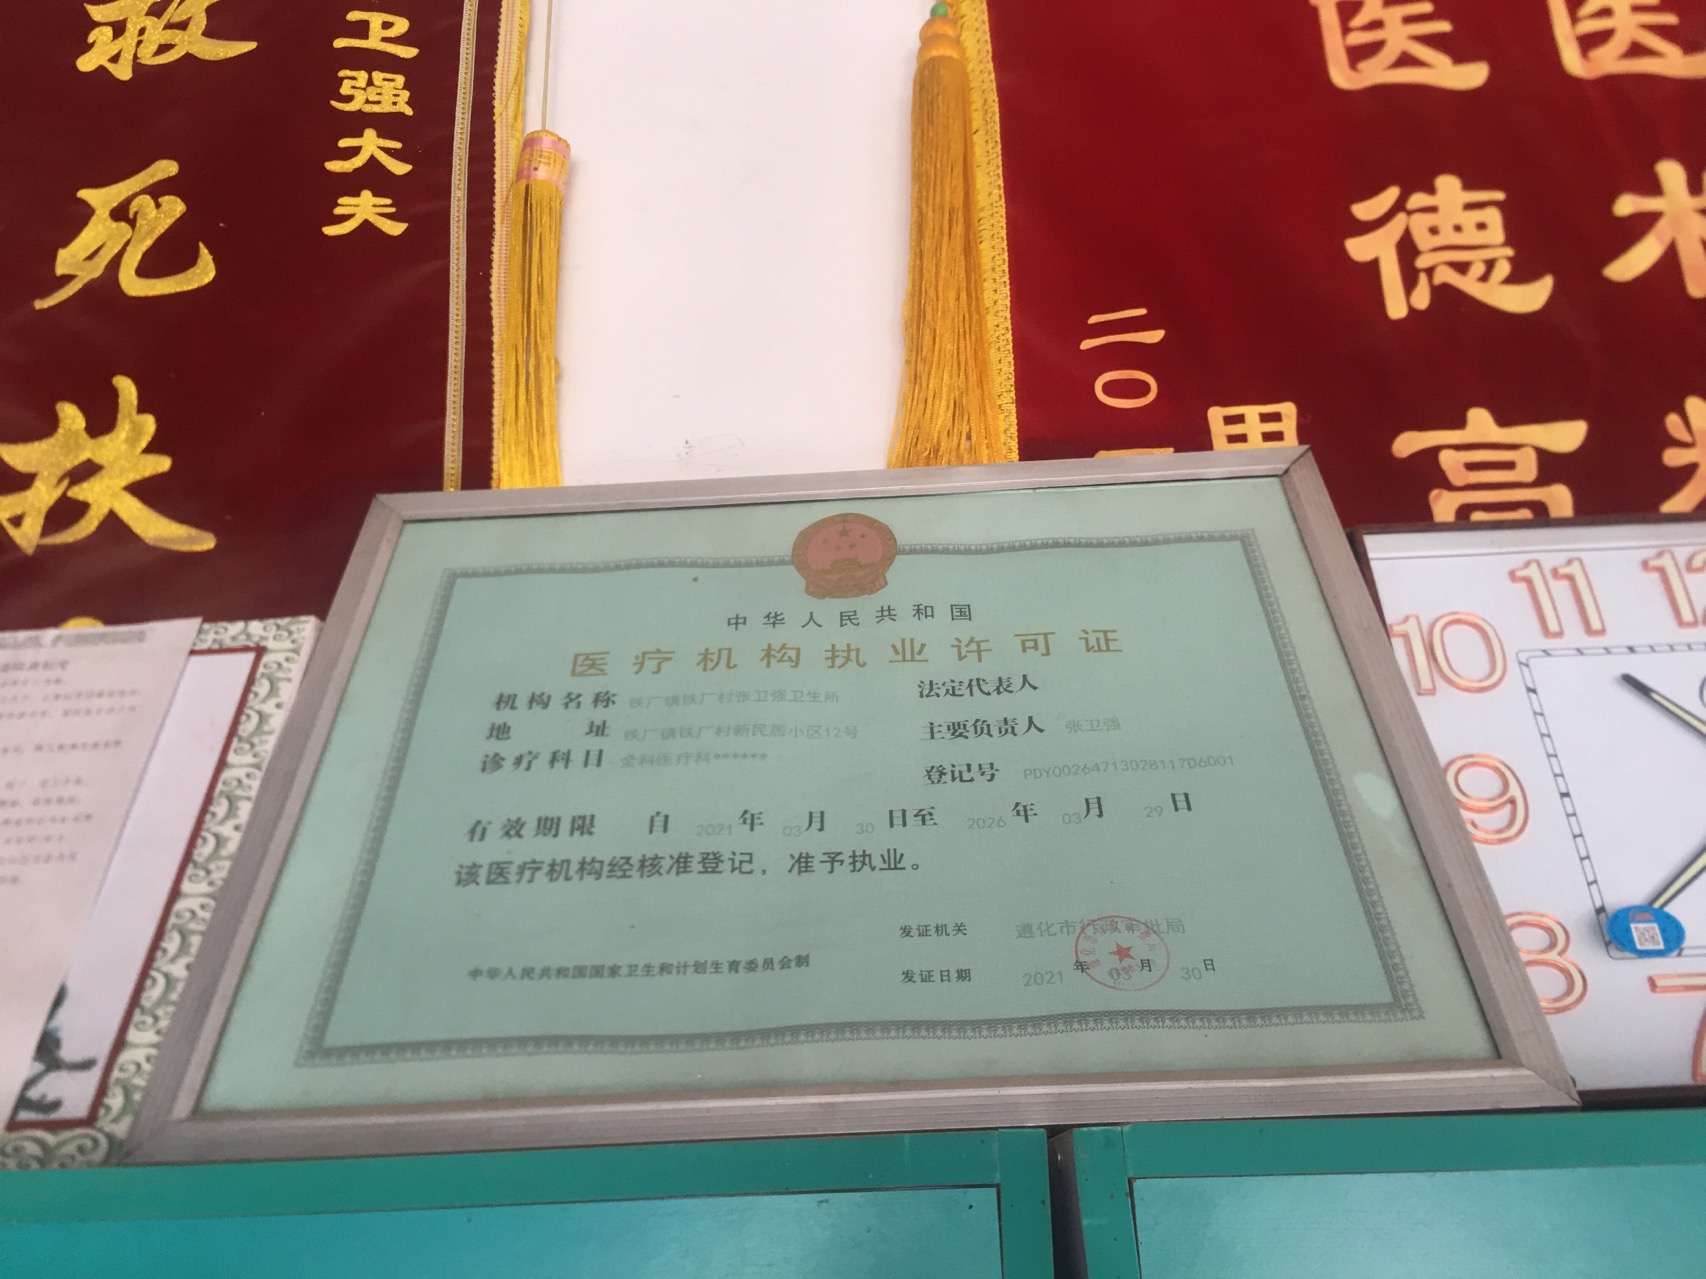 救死扶
卫强大夫
医德高
医术精
二〇一
甲
中华人民共和国
医疗机构执业许可证
机构名称 铁厂镇铁厂村张卫强卫生所
法定代表人
地址 铁厂镇铁厂村新民居小区12号
主要负责人 张卫强
诊疗科目 全科医疗科******
登记号 PDY00264713028117D6001
有效期限 自 2021 年 03 月 30 日至 2026 年 03 月 29 日
该医疗机构经核准登记，准予执业。
发证机关 遵化市行政审批局
中华人民共和国国家卫生和计划生育委员会制
发证日期 2021 年 03 月 30 日
11
12
10
9
8